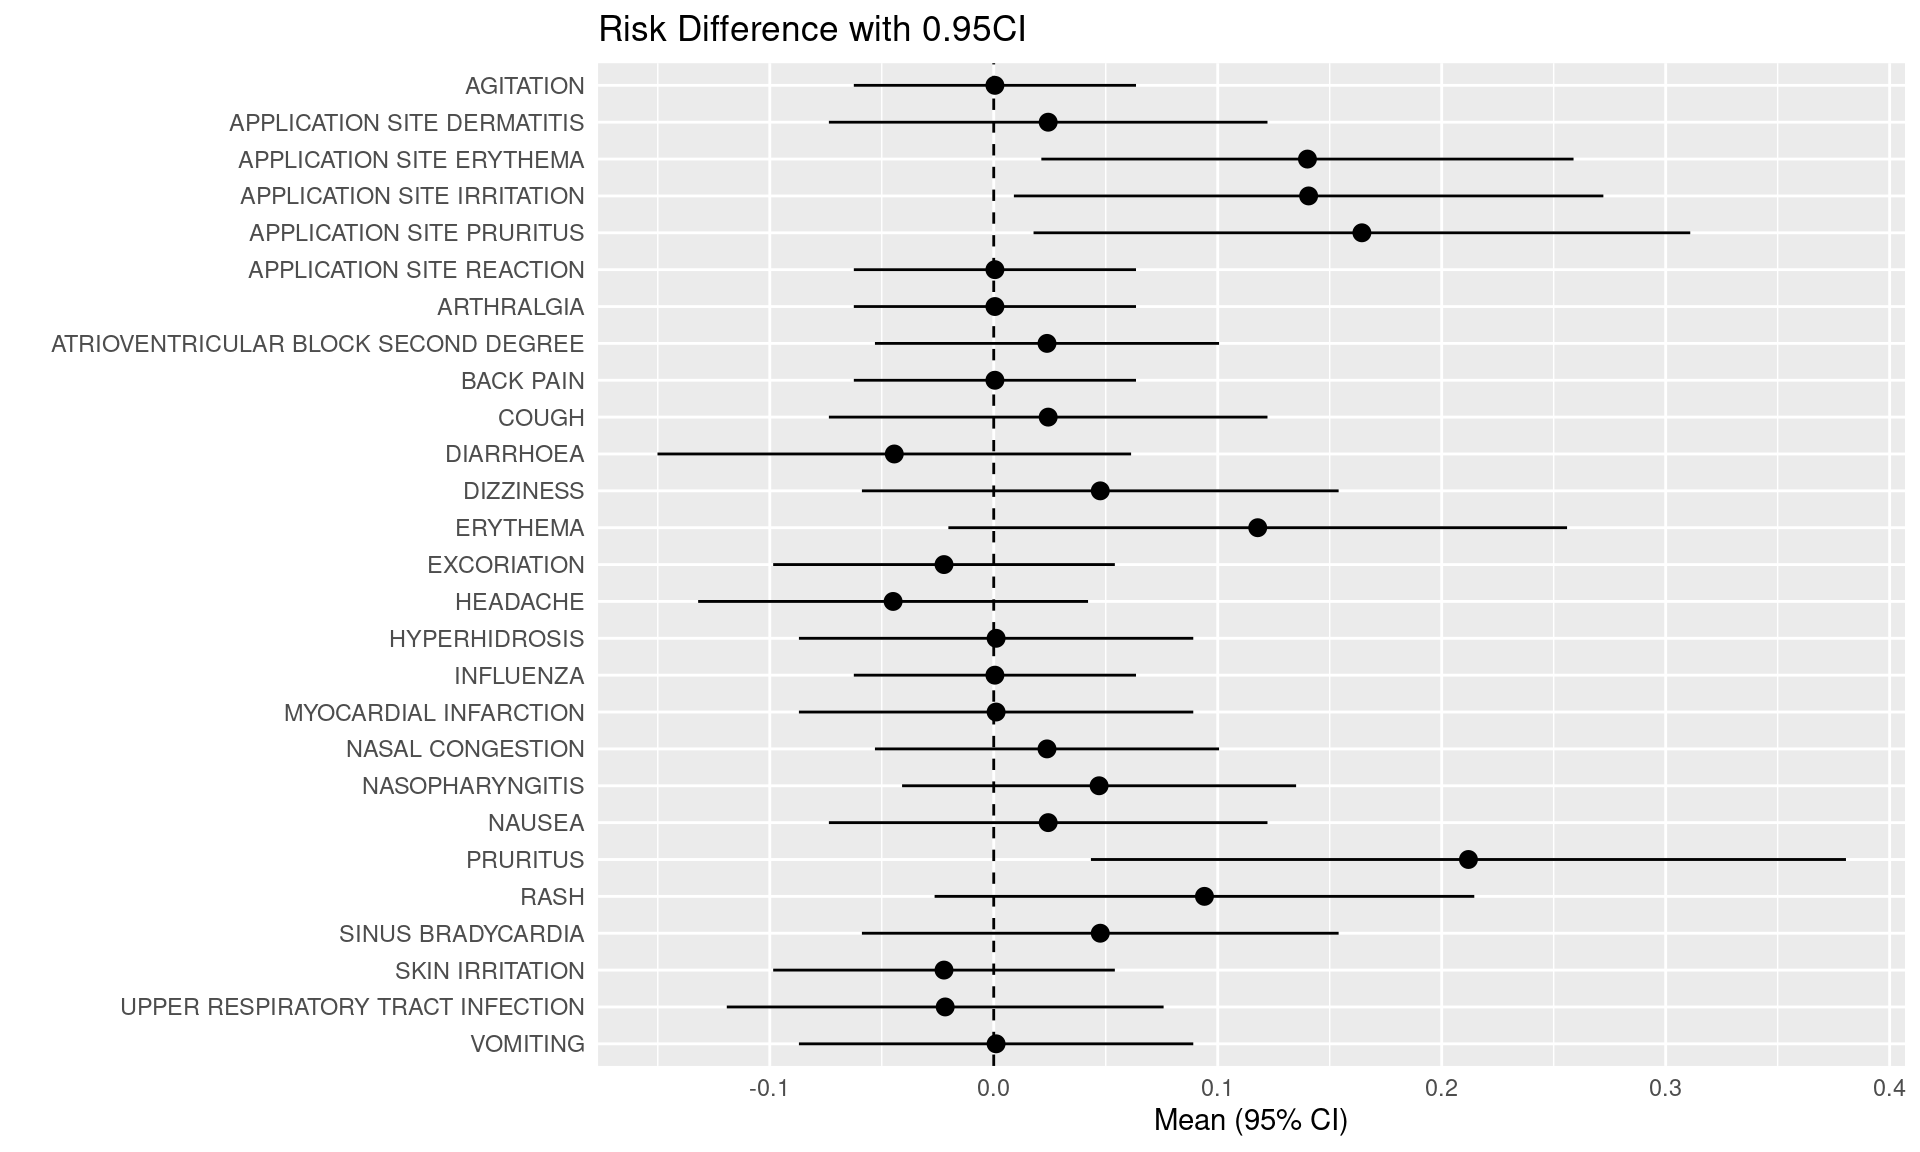 Risk Difference with 0.95CI
AGITATION
APPLICATION SITE DERMATITIS
APPLICATION SITE ERYTHEMA
APPLICATION SITE IRRITATION
APPLICATION SITE PRURITUS
APPLICATION SITE REACTION
ARTHRALGIA
ATRIOVENTRICULAR BLOCK SECOND DEGREE
BACK PAIN
COUGH
DIARRHOEA
DIZZINESS
ERYTHEMA
EXCORIATION
HEADACHE
HYPERHIDROSIS
INFLUENZA
MYOCARDIAL INFARCTION
NASAL CONGESTION
NASOPHARYNGITIS
NAUSEA
PRURITUS
RASH
SINUS BRADYCARDIA
SKIN IRRITATION
UPPER RESPIRATORY TRACT INFECTION
VOMITING
-0.1 0.0 0.1 0.2 0.3 0.4
Mean (95% CI)